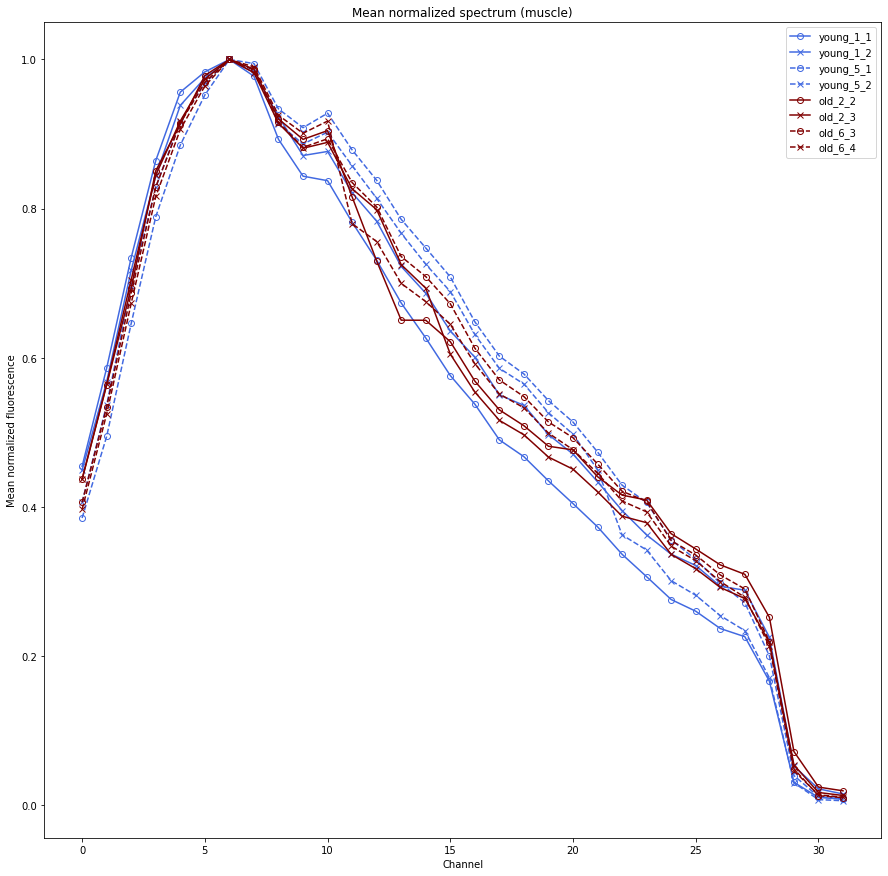 Mean normalized spectrum (muscle)
young_1_1
young_1_2
young_5_1
young_5_2
old_2_2
old_2_3
old_6_3
old_6_4
Mean normalized fluorescence
1.0
0.8
0.6
0.4
0.2
0.0
0 5 10 15 20 25 30
Channel